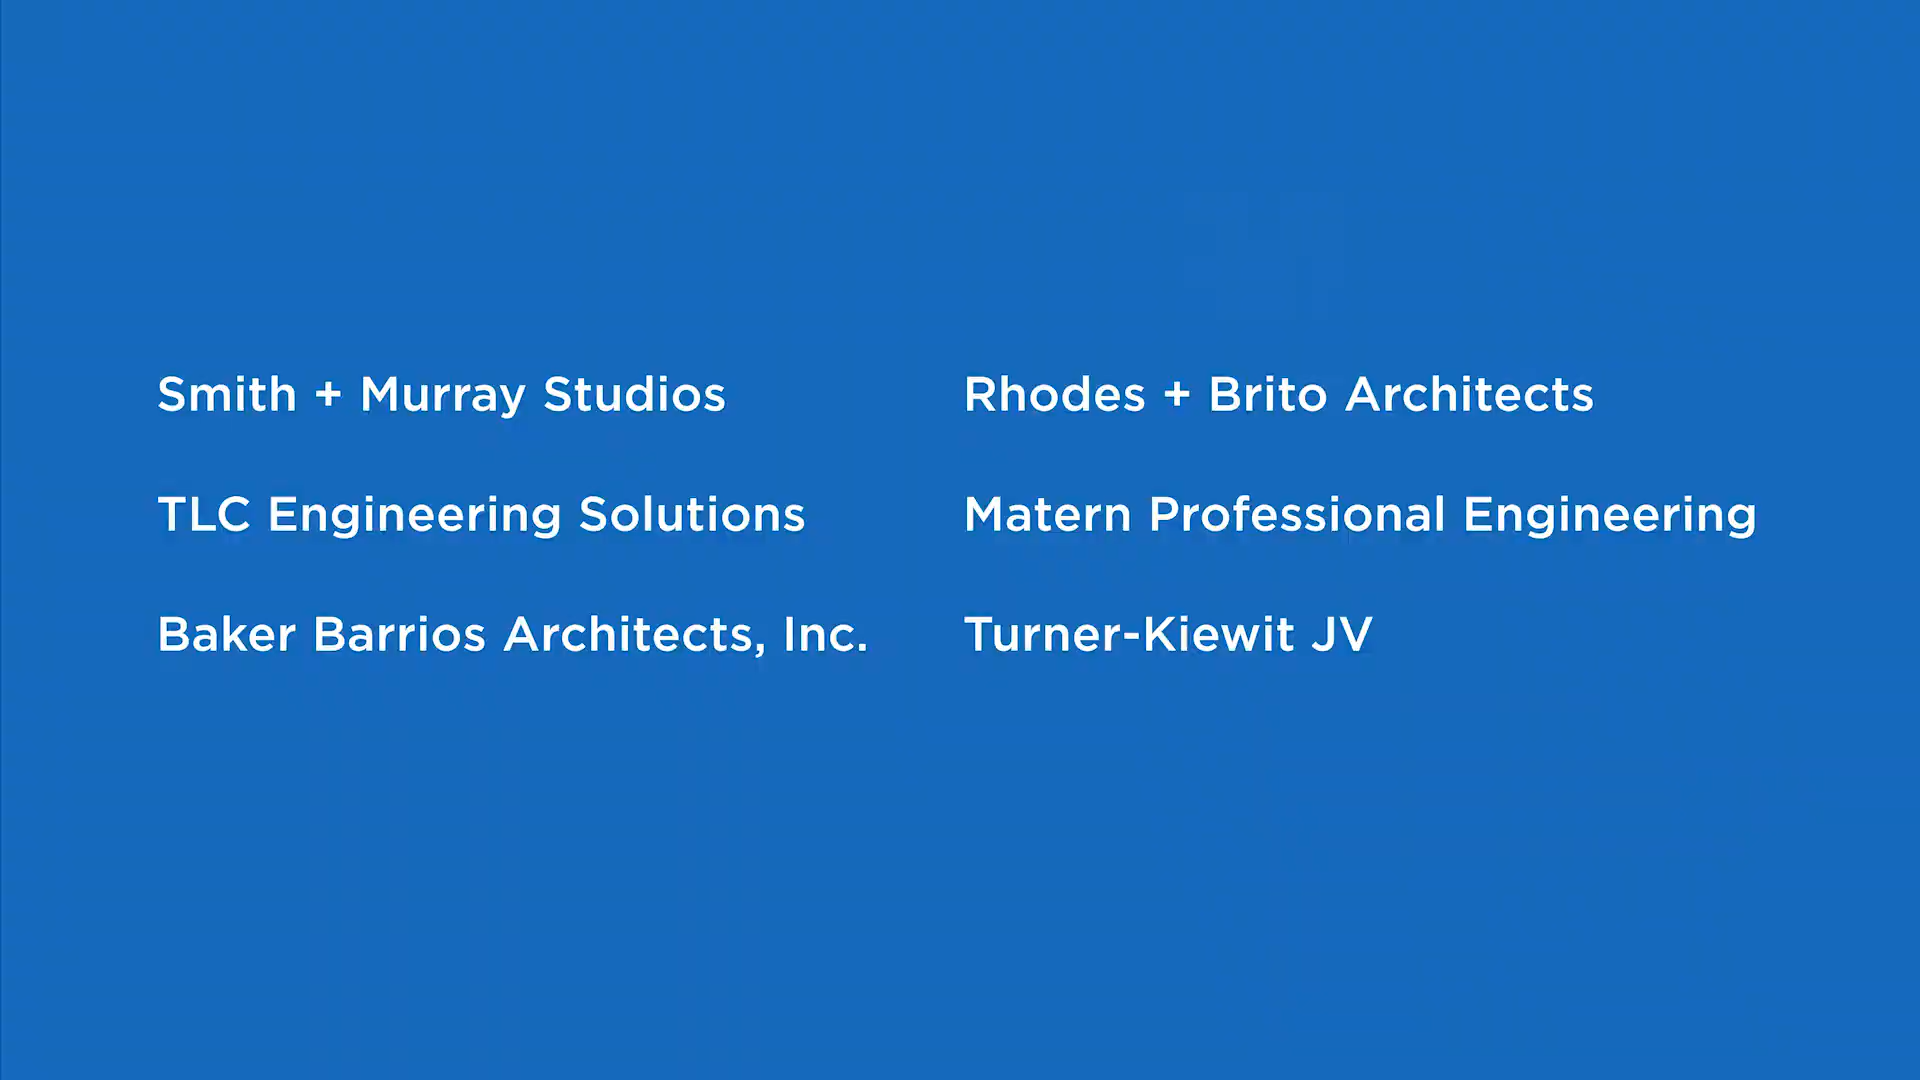 Smith + Murray Studios
TLC Engineering Solutions
Baker Barrios Architects, Inc.
Rhodes + Brito Architects
Matern Professional Engineering
Turner-Kiewit JV